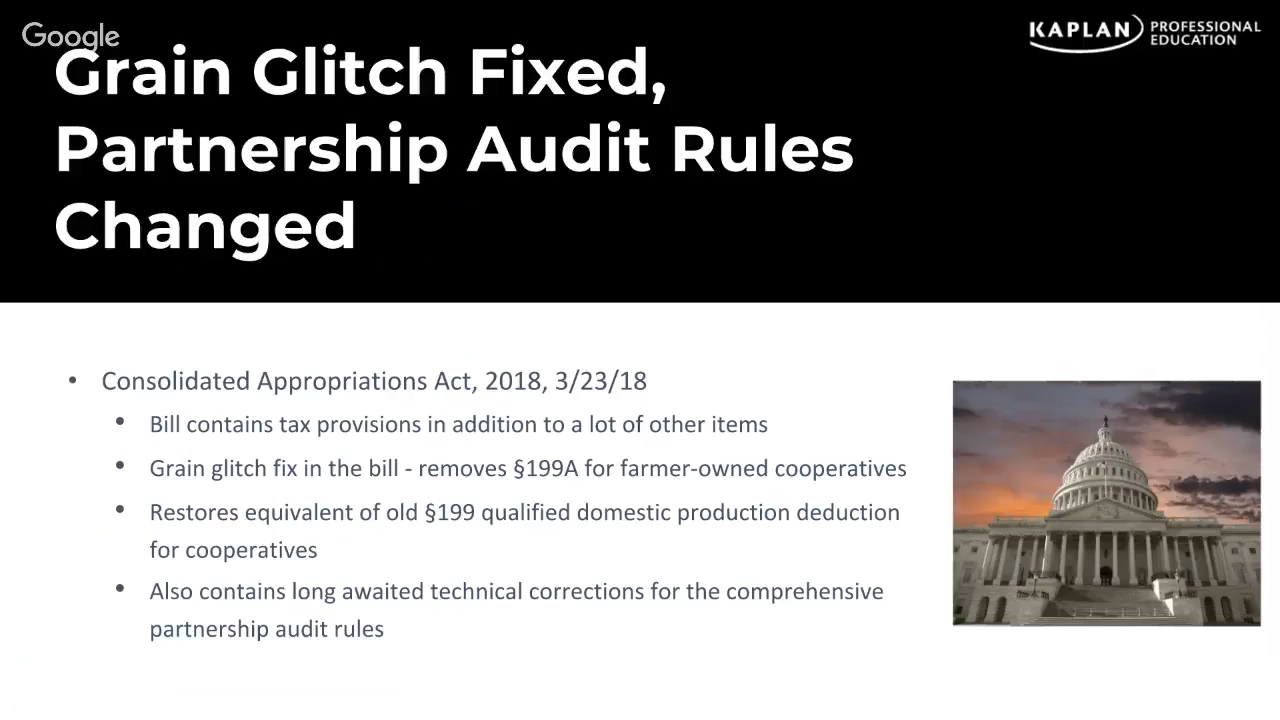 Google
KAPLAN PROFESSIONAL
EDUCATION
Grain Glitch Fixed,
Partnership Audit Rules
Changed
• Consolidated Appropriations Act, 2018, 3/23/18
• Bill contains tax provisions in addition to a lot of other items
• Grain glitch fix in the bill - removes §199A for farmer-owned cooperatives
• Restores equivalent of old §199 qualified domestic production deduction
for cooperatives
• Also contains long awaited technical corrections for the comprehensive
partnership audit rules